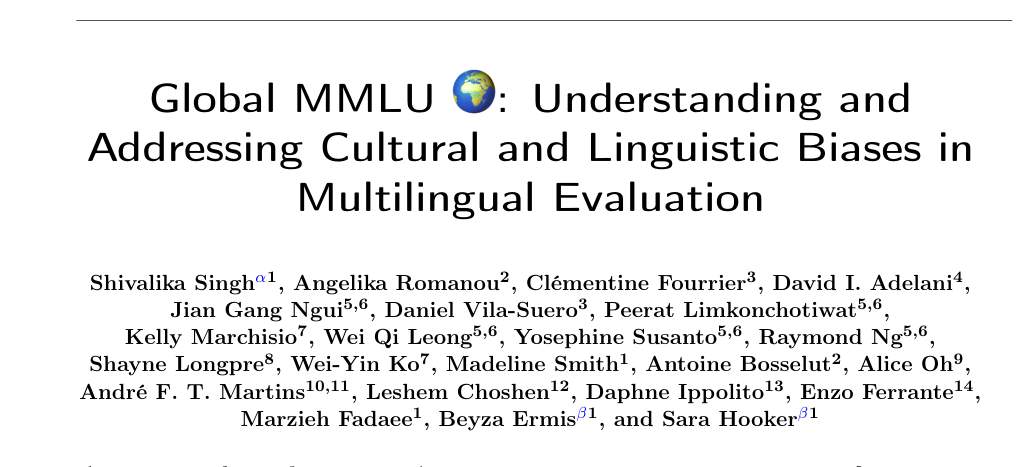 Global MMLU 🌍: Understanding and
Addressing Cultural and Linguistic Biases in
Multilingual Evaluation
Shivalika Singhα1, Angelika Romanou2, Clémentine Fourrier3, David I. Adelani4,
Jian Gang Ngui5,6, Daniel Vila-Suero3, Peerat Limkonchotiwat5,6,
Kelly Marchisio7, Wei Qi Leong5,6, Yosephine Susanto5,6, Raymond Ng5,6,
Shayne Longpre8, Wei-Yin Ko7, Madeline Smith1, Antoine Bosselut2, Alice Oh9,
André F. T. Martins10,11, Leshem Choshen12, Daphne Ippolito13, Enzo Ferrante14,
Marzieh Fadaee1, Beyza Ermisβ1, and Sara Hookerβ1